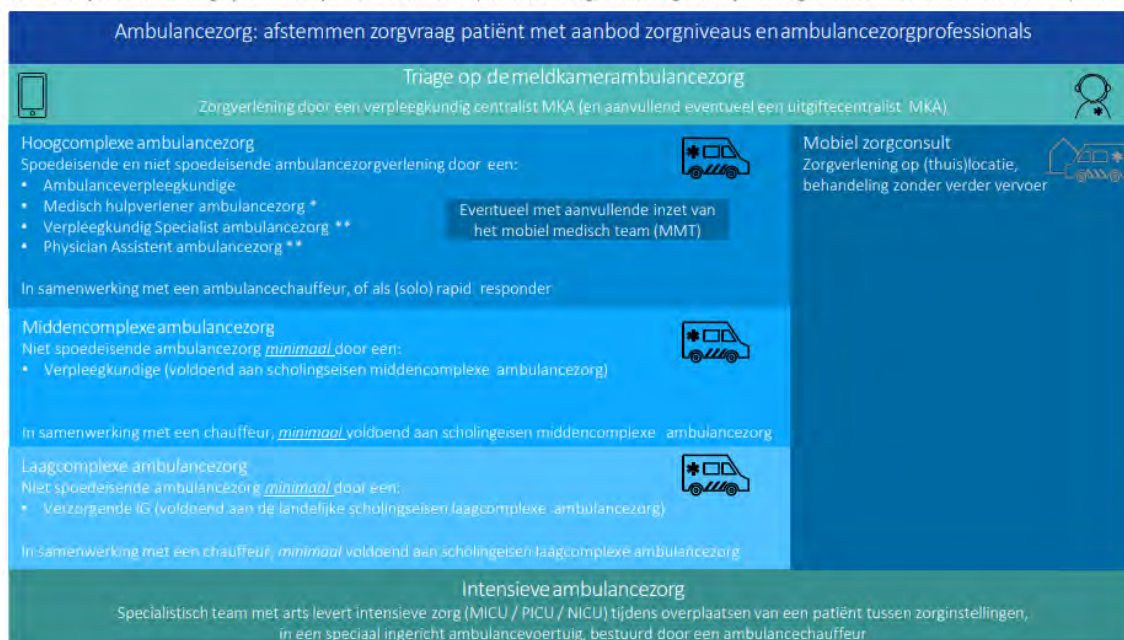 Ambulancezorg: afstemmen zorgvraag patiënt met aanbod zorgniveaus en ambulancezorgprofessionals
Triage op de meldkamer ambulancezorg
Zorgverlening door een verpleegkundig centralist MKA (en aanvullend eventueel een uitgiftecentralist MKA)
Hoogcomplexe ambulancezorg
Spoedeisende en niet spoedeisende ambulancezorgverlening door een:
• Ambulanceverpleegkundige
• Medisch hulpverlener ambulancezorg *
• Verpleegkundig Specialist ambulancezorg **
• Physician Assistent ambulancezorg **
Eventueel met aanvullende inzet van
het mobiel medisch team (MMT)
In samenwerking met een ambulancechauffeur, of als (solo) rapid responder
Mobiel zorgconsult
Zorgverlening op (thuis)locatie,
behandeling zonder verder vervoer
Middencomplexe ambulancezorg
Niet spoedeisende ambulancezorg minimaal door een:
• Verpleegkundige (voldoend aan scholingseisen middencomplexe ambulancezorg)
In samenwerking met een chauffeur, minimaal voldoend aan scholingeisen middencomplexe ambulancezorg
Laagcomplexe ambulancezorg
Niet spoedeisende ambulancezorg minimaal door een:
• Verzorgende IG (voldoend aan de landelijke scholingseisen laagcomplexe ambulancezorg)
In samenwerking met een chauffeur, minimaal voldoend aan scholingeisen laagcomplexe ambulancezorg
Intensieve ambulancezorg
Specialistisch team met arts levert intensieve zorg (MICU / PICU / NICU) tijdens overplaatsen van een patiënt tussen zorginstellingen,
in een speciaal ingericht ambulancevoertuig, bestuurd door een ambulancechauffeur